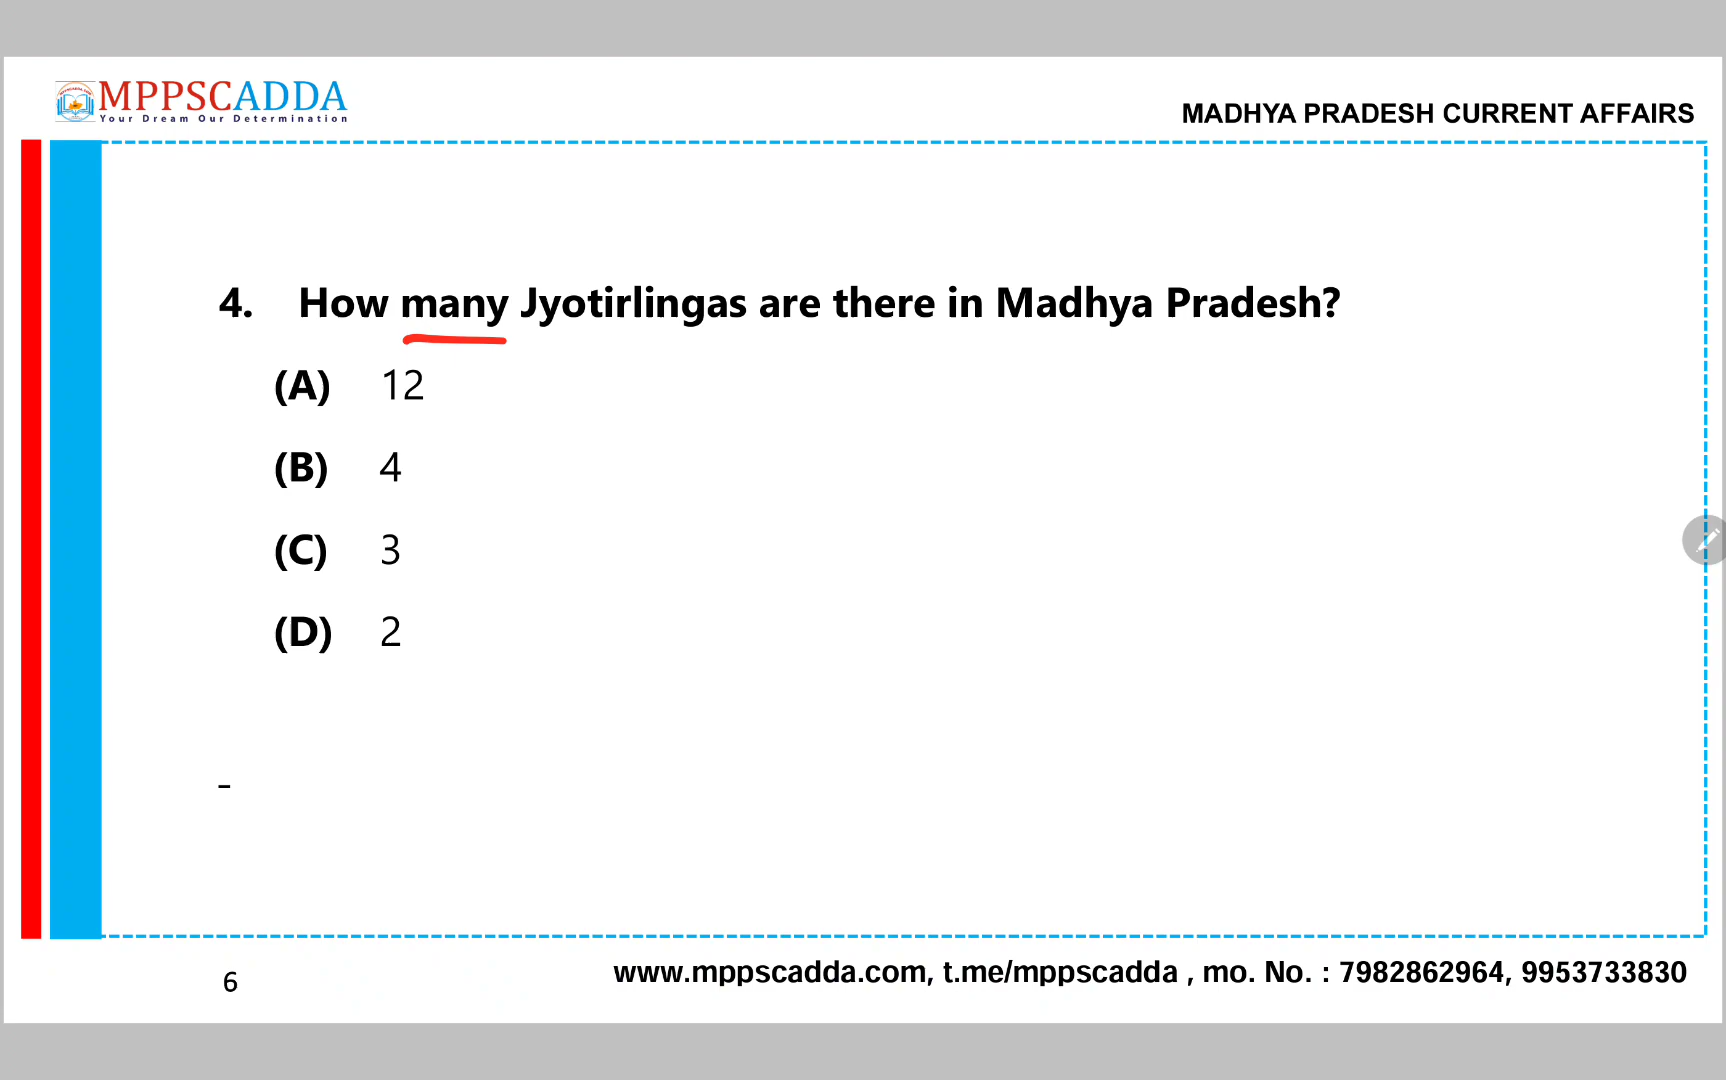 MPPSCADDA
Your Dream Our Determination
MADHYA PRADESH CURRENT AFFAIRS
4. How many Jyotirlingas are there in Madhya Pradesh?
(A) 12
(B) 4
(C) 3
(D) 2
-
6
www.mppscadda.com, t.me/mppscadda , mo. No. : 7982862964, 9953733830